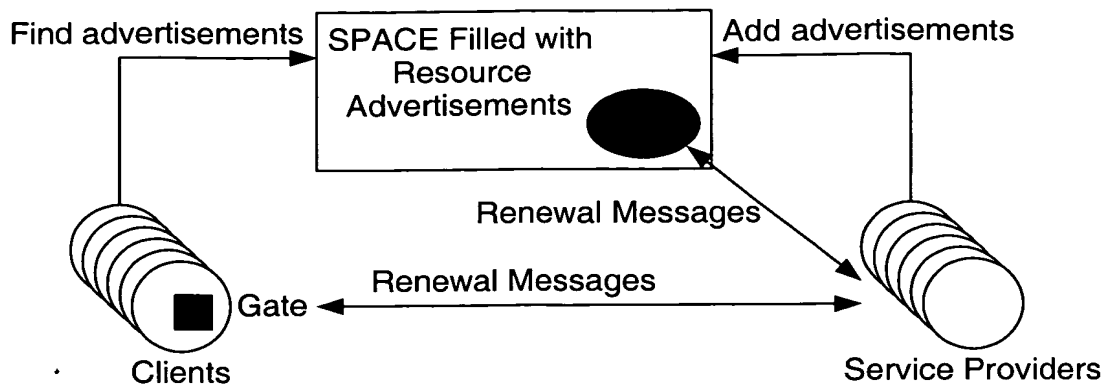 Find advertisements
SPACE Filled with
Resource
Advertisements
Add advertisements
Renewal Messages
Renewal Messages
Gate
Clients
Service Providers